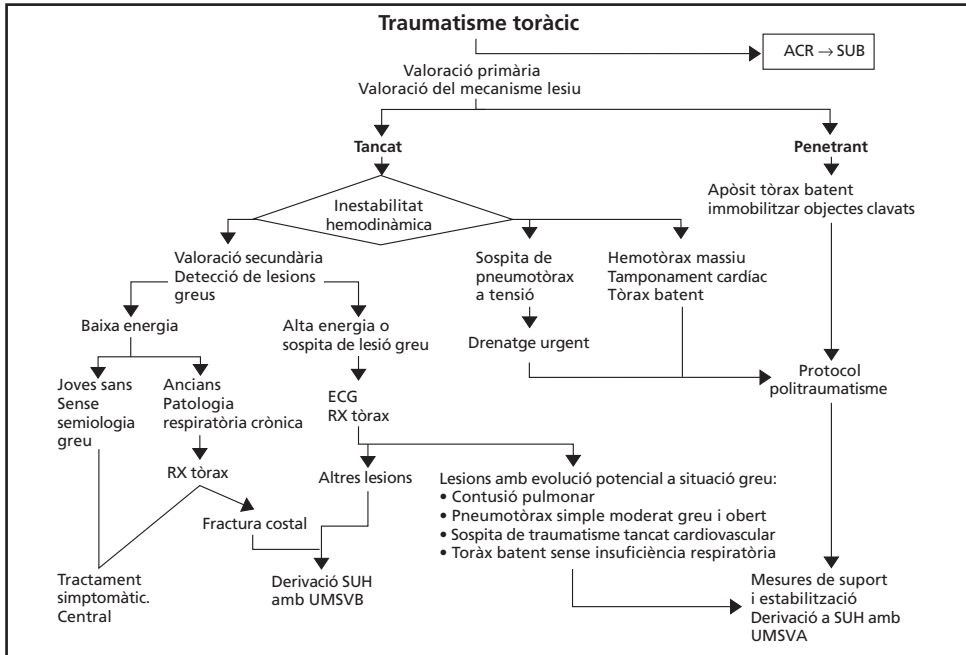 Traumatisme toràcic
ACR → SUB
Valoració primària
Valoració del mecanisme lesiu
Tancat
Penetrant
Inestabilitat
hemodinàmica
Apòsit tòrax batent
immobilitzar objectes clavats
Valoració secundària
Detecció de lesions
greus
Sospita de
pneumotòrax
a tensió
Hemotòrax massiu
Tamponament cardíac
Tòrax batent
Baixa energia
Alta energia o
sospita de lesió greu
Drenatge urgent
Protocol
politraumatisme
Joves sans
Sense
semiologia
greu
Ancians
Patologia
respiratòria crònica
ECG
RX tòrax
RX tòrax
Altres lesions
Lesions amb evolució potencial a situació greu:
• Contusió pulmonar
• Pneumotòrax simple moderat greu i obert
• Sospita de traumatisme tancat cardiovascular
• Toràx batent sense insuficiència respiratòria
Fractura costal
Tractament
simptomàtic.
Central
Derivació SUH
amb UMSVB
Mesures de suport
i estabilització
Derivació a SUH amb
UMSVA